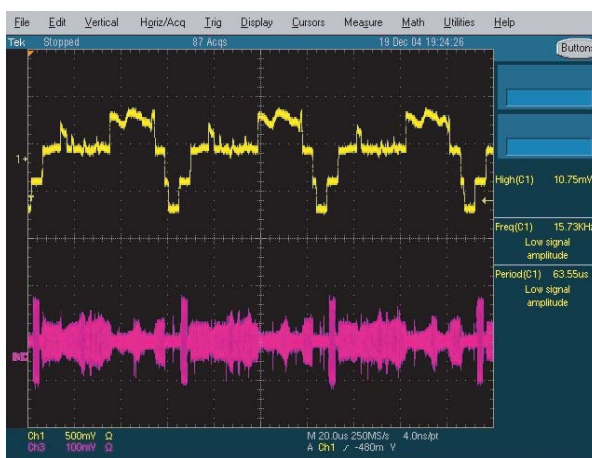 File Edit Vertical Horiz/Acq Trig Display Cursors Measure Math Utilities Help
Tek Stopped 87 Acqs 19 Dec 04 19:24:26
Buttons
1
High(C1) 10.75mV
Freq(C1) 15.73KHz
Low signal
amplitude
Period(C1) 63.55us
Low signal
amplitude
Ch1 500mV Ω M 20.0us 250MS/s 4.0ns/pt
Ch3 100mV Ω A Ch1 ∕ -480m V